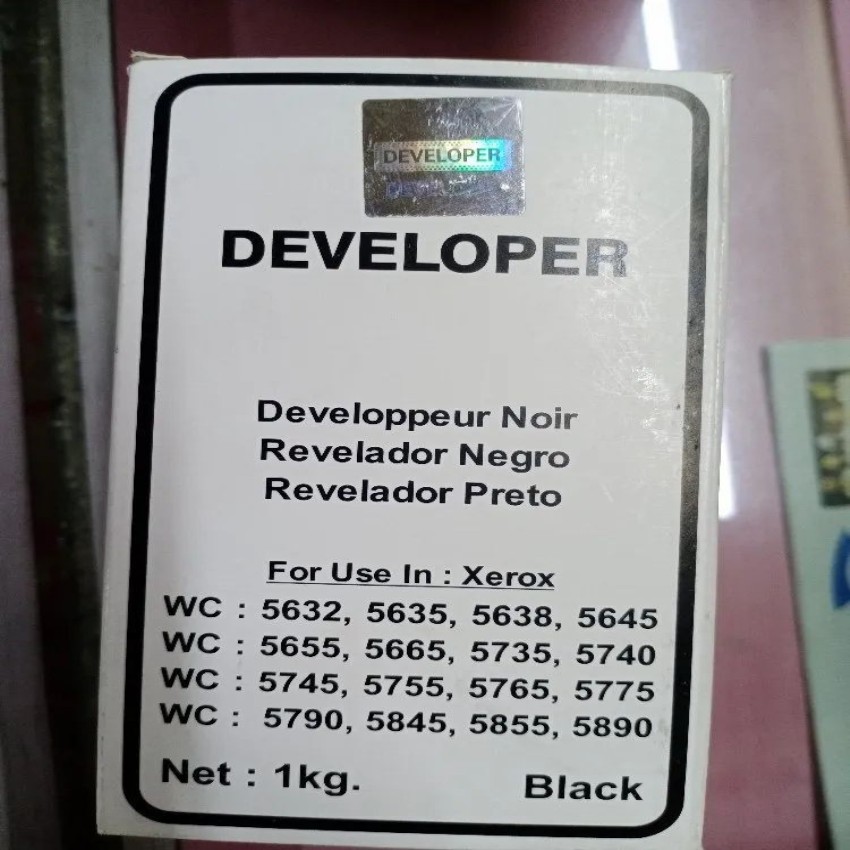 DEVELOPER
DEVELOPER
Developpeur Noir
Revelador Negro
Revelador Preto
For Use In : Xerox
WC : 5632, 5635, 5638, 5645
WC : 5655, 5665, 5735, 5740
WC : 5745, 5755, 5765, 5775
WC : 5790, 5845, 5855, 5890
Net : 1kg. Black